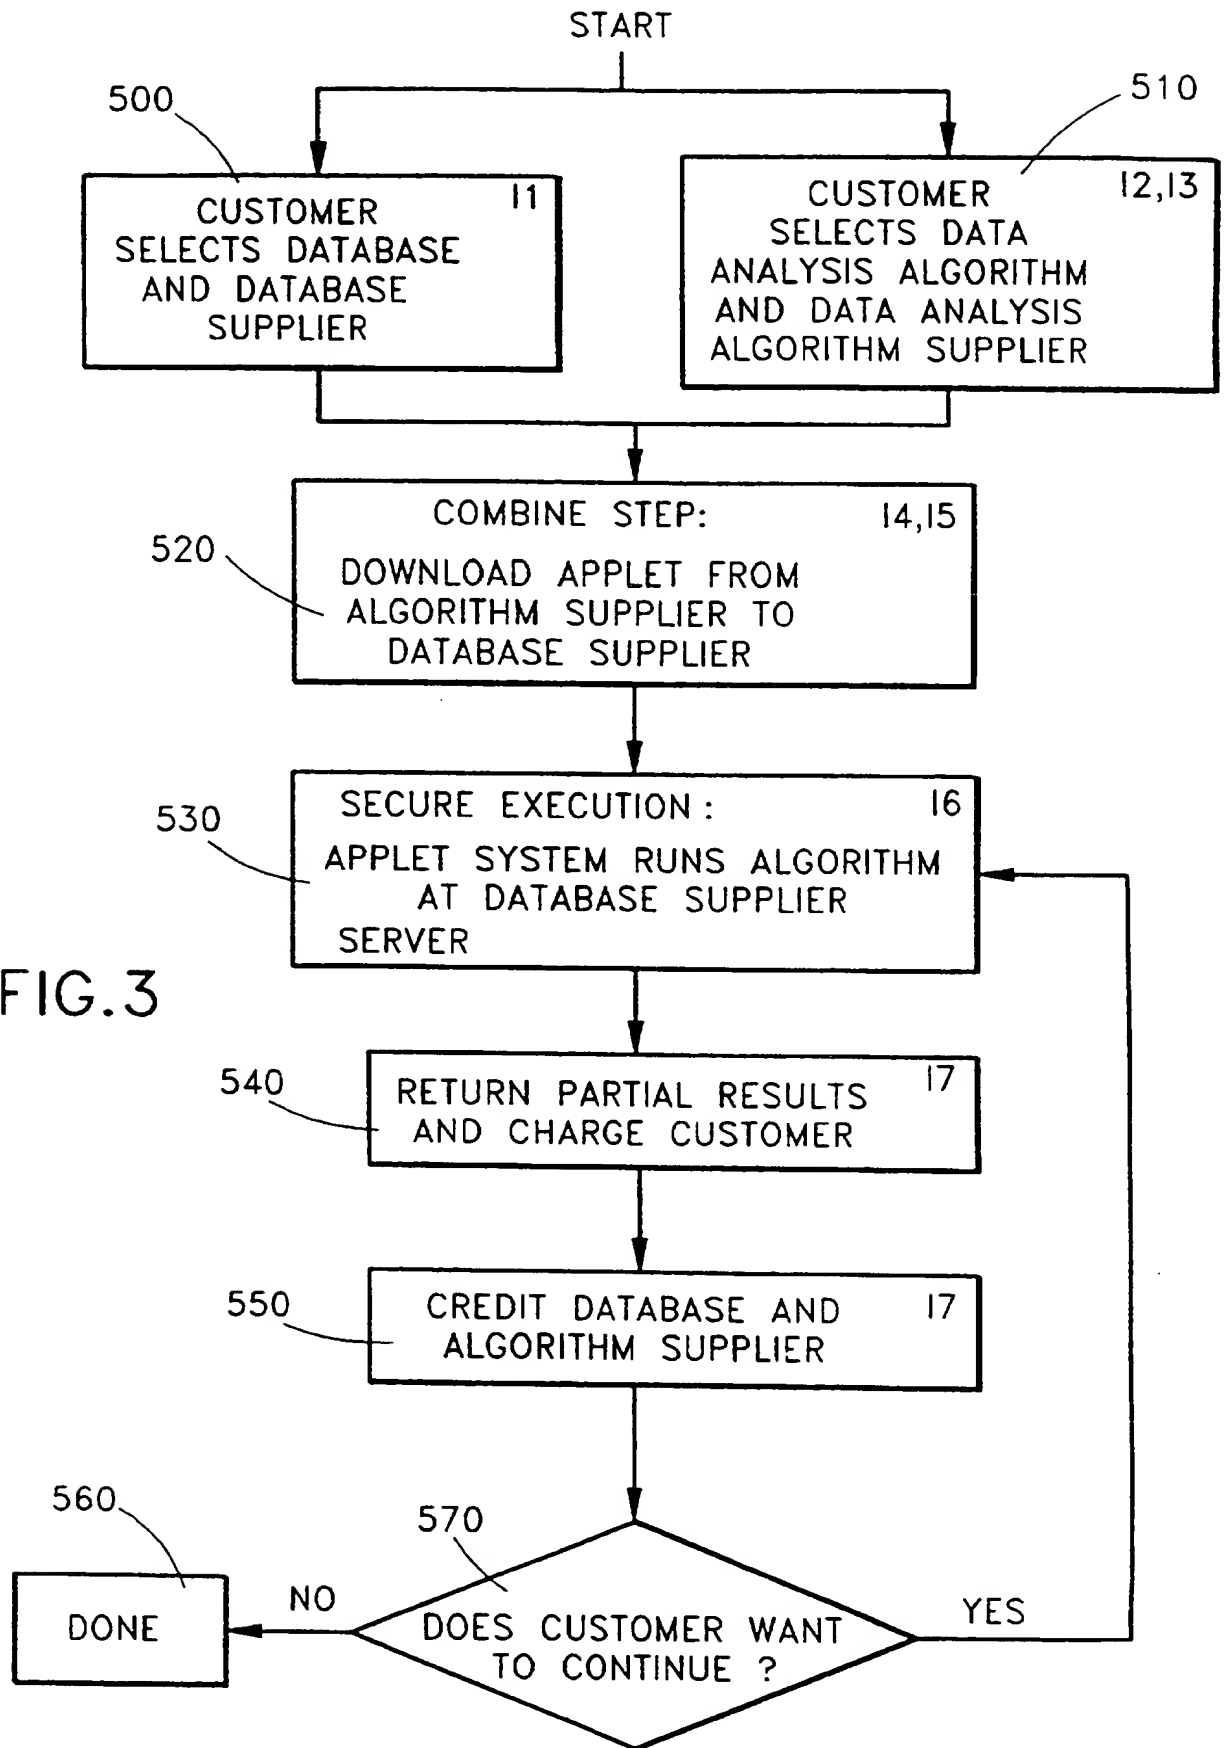 START
500
510
11
CUSTOMER
SELECTS DATABASE
AND DATABASE
SUPPLIER
12,13
CUSTOMER
SELECTS DATA
ANALYSIS ALGORITHM
AND DATA ANALYSIS
ALGORITHM SUPPLIER
520
COMBINE STEP:
14,15
DOWNLOAD APPLET FROM
ALGORITHM SUPPLIER TO
DATABASE SUPPLIER
530
SECURE EXECUTION:
16
APPLET SYSTEM RUNS ALGORITHM
AT DATABASE SUPPLIER
SERVER
FIG.3
540
RETURN PARTIAL RESULTS
AND CHARGE CUSTOMER
17
550
CREDIT DATABASE AND
ALGORITHM SUPPLIER
17
560
DONE
NO
570
DOES CUSTOMER WANT
TO CONTINUE ?
YES